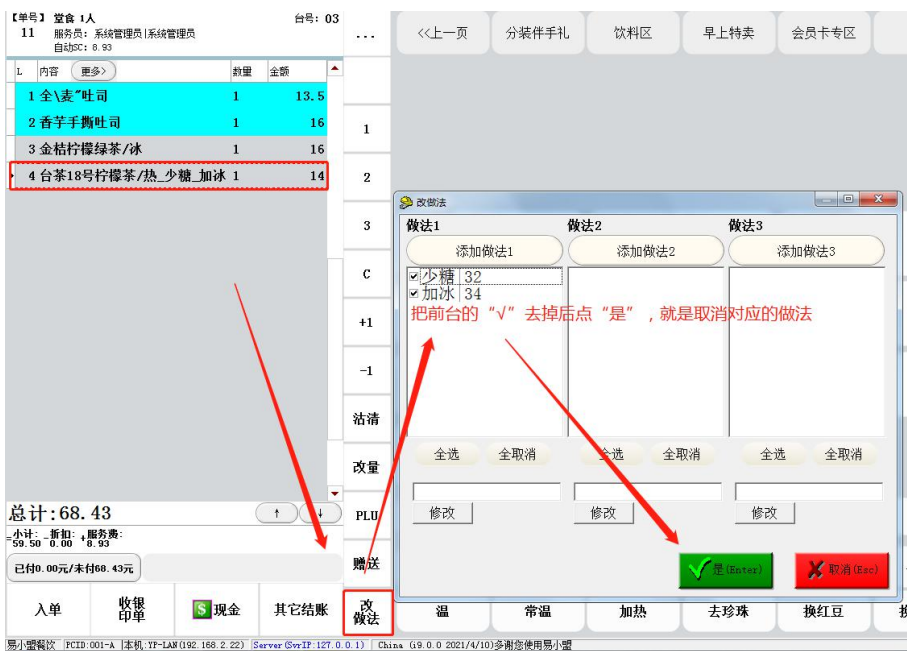 【单号】 堂食 1人 台号: 03
11 服务员: 系统管理员|系统管理员
自动SC: 8.93
L 内容 更多> 数量 金额
1 全\麦"吐司 1 13.5
2 香芋手撕吐司 1 16
3 金桔柠檬绿茶/冰 1 16
4 台茶18号柠檬茶/热_少糖_加冰 1 14
总计:68.43
小计: _折扣: +服务费:
=59.50 0.00 8.93
已付0.00元/未付68.43元
入单
收银
印单
$ 现金
其它结账
...
1
2
3
C
+1
-1
沽清
改量
PLU
赠送
改
做法
<<上一页 分装伴手礼 饮料区 早上特卖 会员卡专区
改做法
做法1 做法2 做法3
添加做法1 添加做法2 添加做法3
少糖 32
加冰 34
把前台的“√”去掉后点“是”，就是取消对应的做法
全选 全取消 全选 全取消 全选 全取消
修改 修改 修改
是(Enter) 取消(Esc)
温 常温 加热 去珍珠 换红豆
易小盟餐饮 PCID:001-A 本机:YP-LAN(192.168.2.22) Server(SvrIP:127.0.0.1) China (i9.0.0 2021/4/10)多谢您使用易小盟